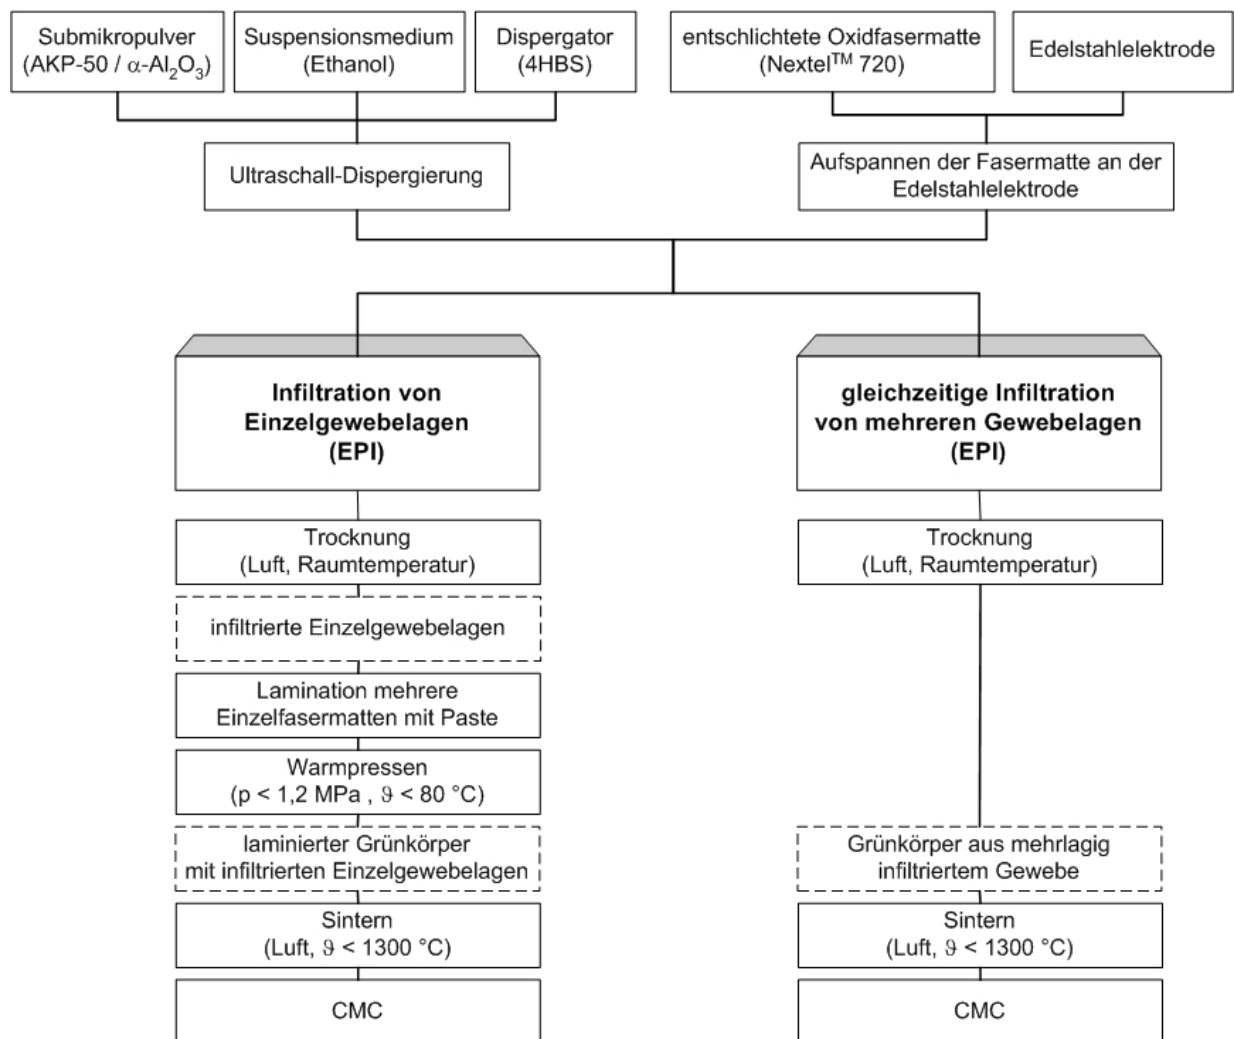 Submikropulver
(AKP-50 / α-Al₂O₃)
Suspensionsmedium
(Ethanol)
Dispergator
(4HBS)
entschlichtete Oxidfasermatte
(Nextel™ 720)
Edelstahlelektrode
Ultraschall-Dispergierung
Aufspannen der Fasermatte an der
Edelstahlelektrode
Infiltration von
Einzelgewebelagen
(EPI)
gleichzeitige Infiltration
von mehreren Gewebelagen
(EPI)
Trocknung
(Luft, Raumtemperatur)
Trocknung
(Luft, Raumtemperatur)
infiltrierte Einzelgewebelagen
Lamination mehrere
Einzelfasermatten mit Paste
Warmpressen
(p < 1,2 MPa , ϑ < 80 °C)
laminierter Grünkörper
mit infiltrierten Einzelgewebelagen
Grünkörper aus mehrlagig
infiltriertem Gewebe
Sintern
(Luft, ϑ < 1300 °C)
Sintern
(Luft, ϑ < 1300 °C)
CMC
CMC